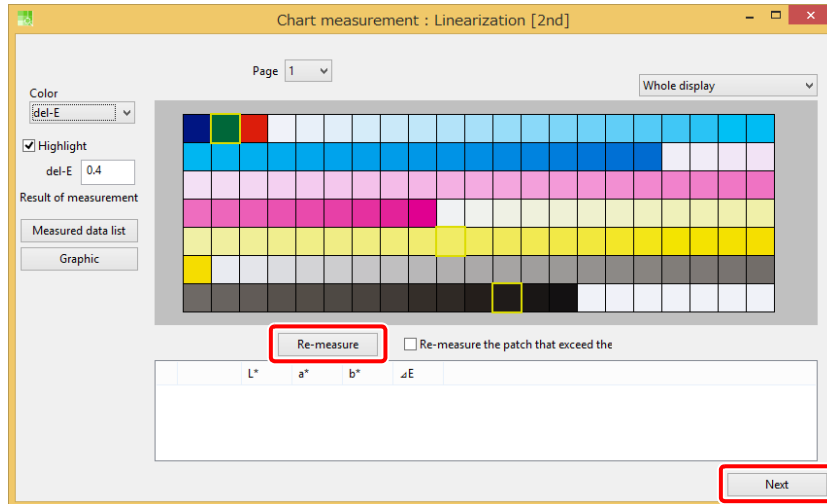 Chart measurement : Linearization [2nd]
Page 1
Whole display
Color
del-E
Highlight
del-E 0.4
Result of measurement
Measured data list
Graphic
Re-measure
Re-measure the patch that exceed the
L* a* b* ⊿E
Next